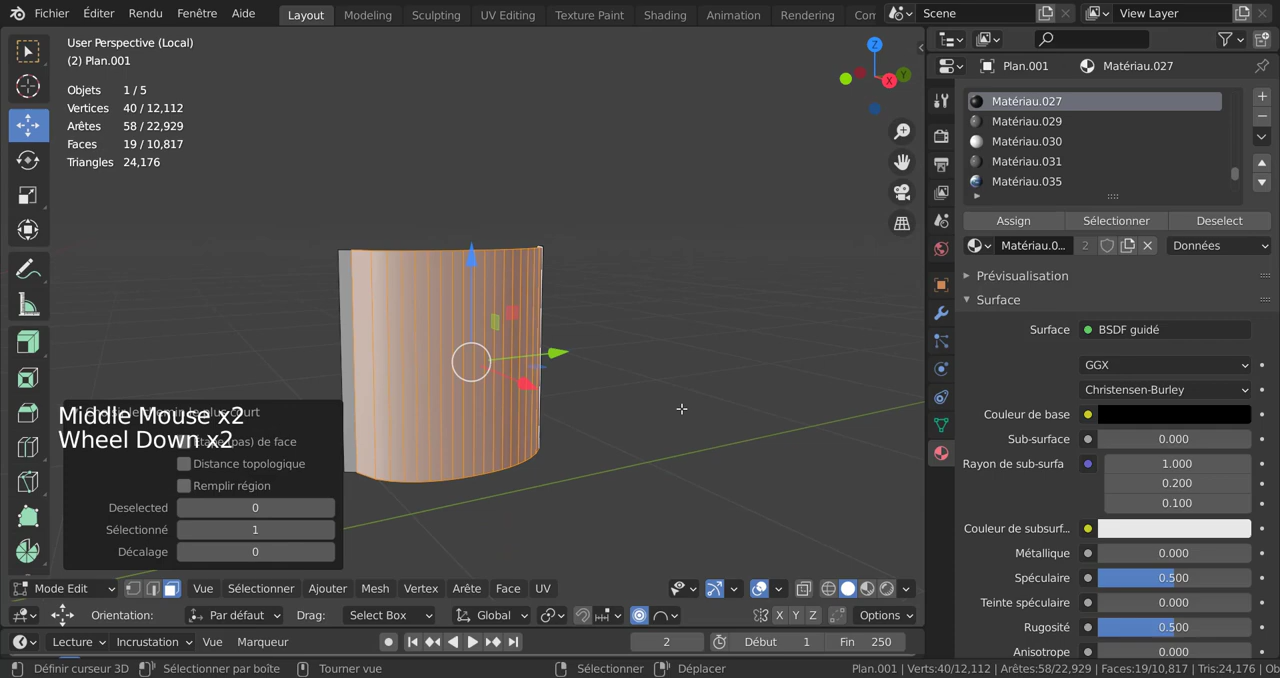 Fichier Éditer Rendu Fenêtre Aide Layout Modeling Sculpting UV Editing Texture Paint Shading Animation Rendering Com Scene View Layer
User Perspective (Local)
(2) Plan.001
Objets 1 / 5
Vertices 40 / 12,112
Arêtes 58 / 22,929
Faces 19 / 10,817
Triangles 24,176
X Y Z
Plan.001 Matériau.027
Matériau.027
Matériau.029
Matériau.030
Matériau.031
Matériau.035
Assign Sélectionner Deselect
Matériau.0... 2 Données
Prévisualisation
Surface
Surface BSDF guidé
GGX
Christensen-Burley
Couleur de base
Sub-surface 0.000
Rayon de sub-surfa 1.000
0.200
0.100
Couleur de subsurf...
Métallique 0.000
Spéculaire 0.500
Teinte spéculaire 0.000
Rugosité 0.500
Anisotrope 0.000
Middle Mouse x2
Wheel Down x2
plus court
(pas) de face
Distance topologique
Remplir région
Deselected 0
Sélectionné 1
Décalage 0
Mode Edit Vue Sélectionner Ajouter Mesh Vertex Arête Face UV
Orientation: Par défaut Drag: Select Box Global X Y Z Options
Lecture Incrustation Vue Marqueur 2 Début 1 Fin 250
Définir curseur 3D Sélectionner par boîte Tourner vue Sélectionner Déplacer Plan.001 | Verts:40/12,112 | Arêtes:58/22,929 | Faces:19/10,817 | Tris:24,176 | Ob